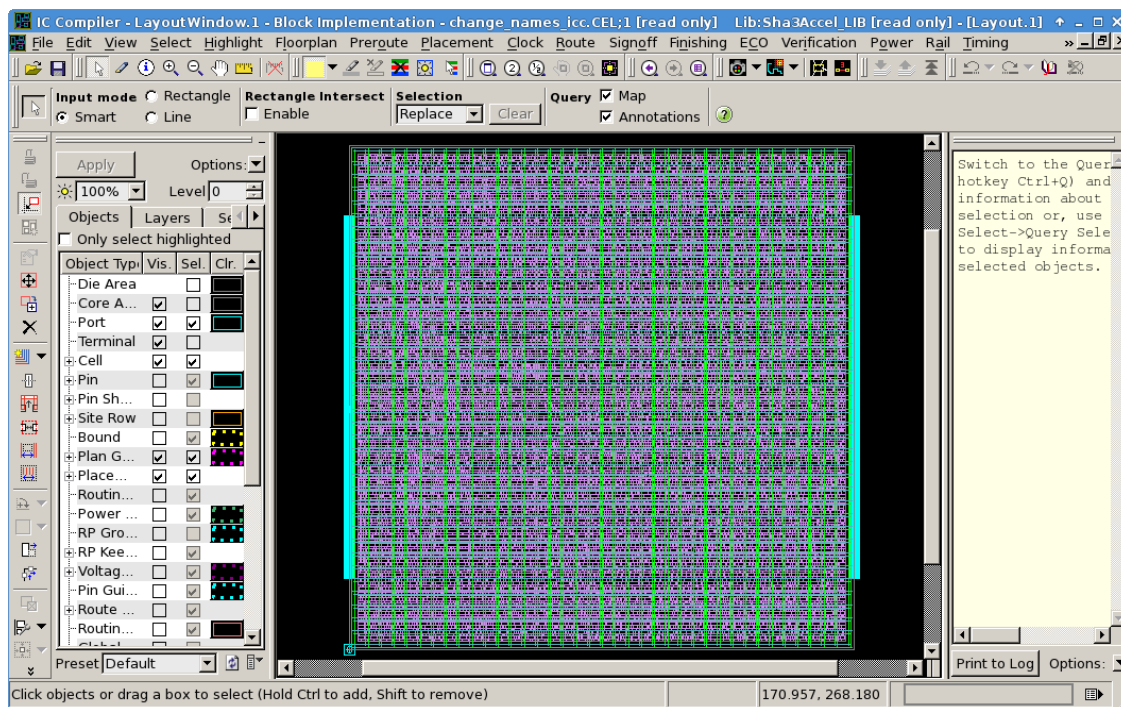 IC Compiler - LayoutWindow.1 - Block Implementation - change_names_icc.CEL;1 [read only]    Lib:Sha3Accel_LIB [read only] - [Layout.1]
File Edit View Select Highlight Floorplan Preroute Placement Clock Route Signoff Finishing ECO Verification Power Rail Timing »
Input mode Rectangle Rectangle Intersect Selection Query Map
Smart Line Enable Replace Clear Annotations
Apply Options:
100% Level 0
Objects Layers Se
Only select highlighted
Object Typ Vis. Sel. Clr.
Die Area
Core A...
Port
Terminal
Cell
Pin
Pin Sh...
Site Row
Bound
Plan G...
Place...
Routin...
Power ...
RP Gro...
RP Kee...
Voltag...
Pin Gui...
Route ...
Routin...
Preset Default
Switch to the Quer
hotkey Ctrl+Q) and
information about
selection or, use
Select->Query Sele
to display informa
selected objects.
Print to Log Options:
Click objects or drag a box to select (Hold Ctrl to add, Shift to remove) 170.957, 268.180